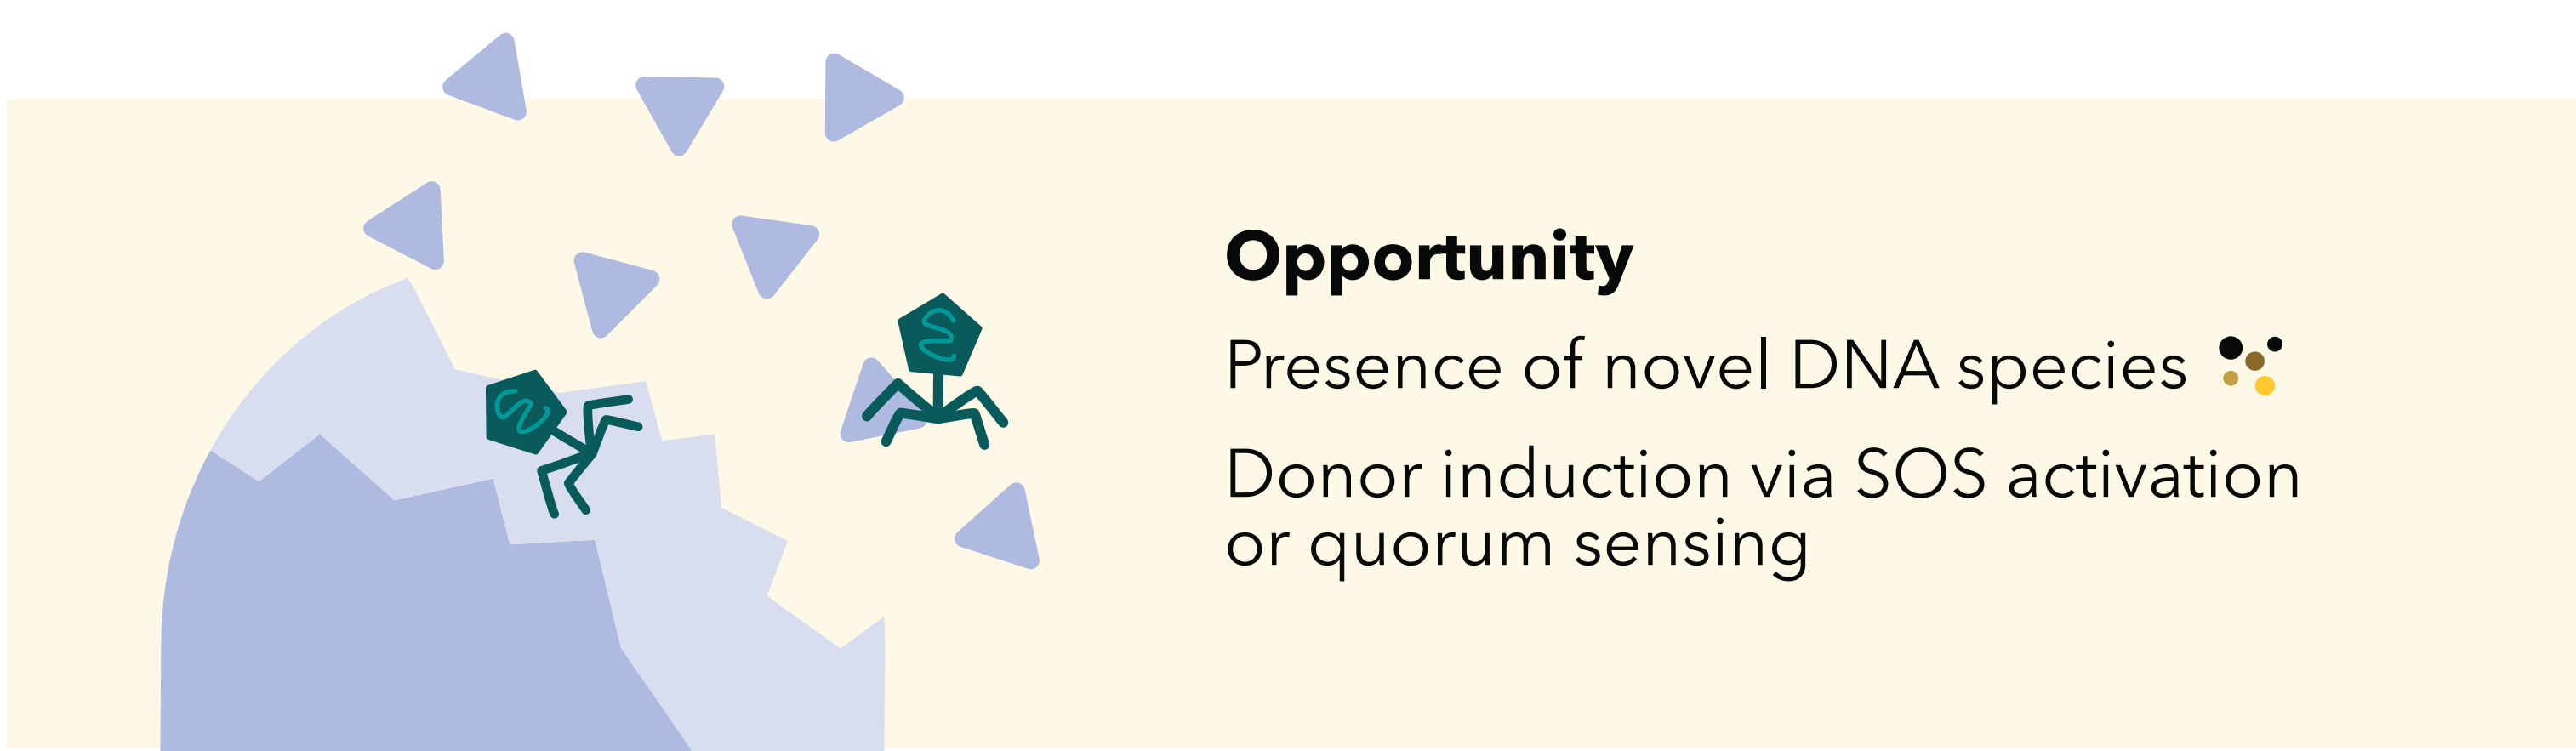 Opportunity
Presence of novel DNA species
Donor induction via SOS activation
or quorum sensing